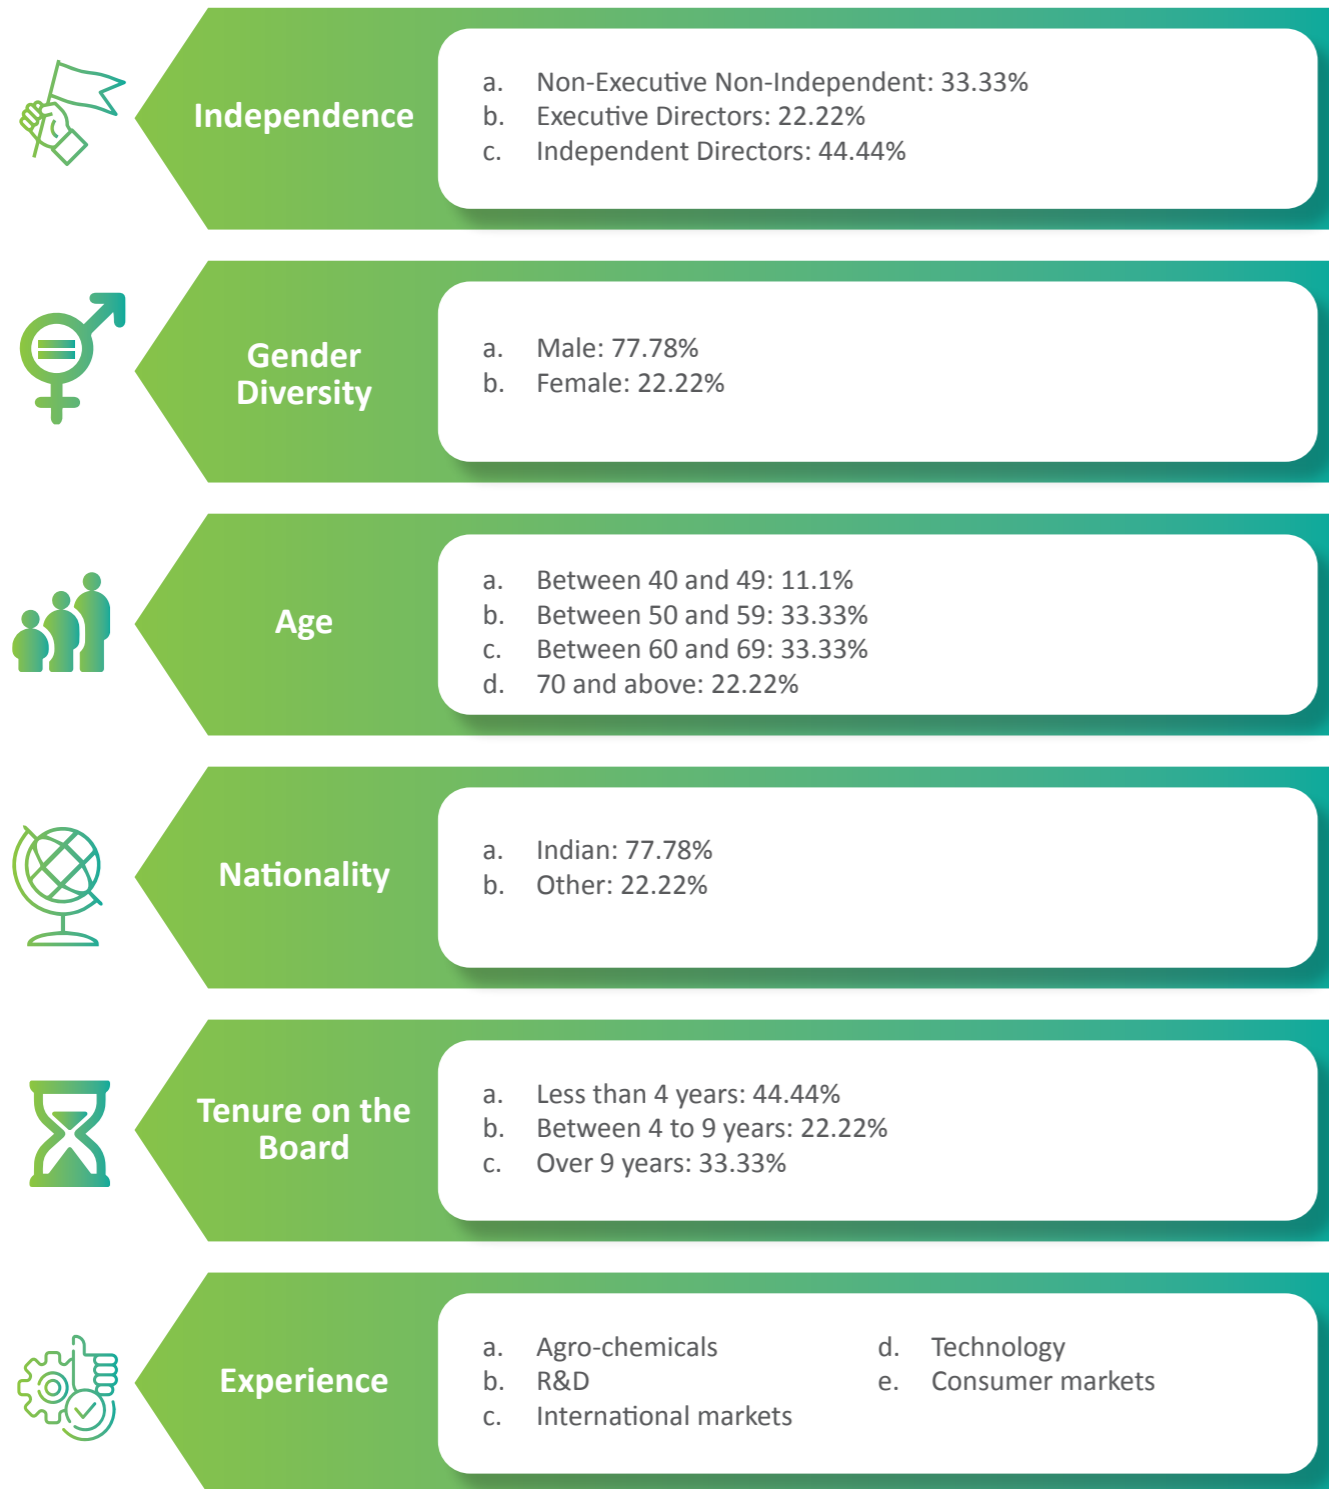 Independence
a. Non-Executive Non-Independent: 33.33%
b. Executive Directors: 22.22%
c. Independent Directors: 44.44%
Gender
Diversity
a. Male: 77.78%
b. Female: 22.22%
Age
a. Between 40 and 49: 11.1%
b. Between 50 and 59: 33.33%
c. Between 60 and 69: 33.33%
d. 70 and above: 22.22%
Nationality
a. Indian: 77.78%
b. Other: 22.22%
Tenure on the
Board
a. Less than 4 years: 44.44%
b. Between 4 to 9 years: 22.22%
c. Over 9 years: 33.33%
Experience
a. Agro-chemicals
b. R&D
c. International markets
d. Technology
e. Consumer markets